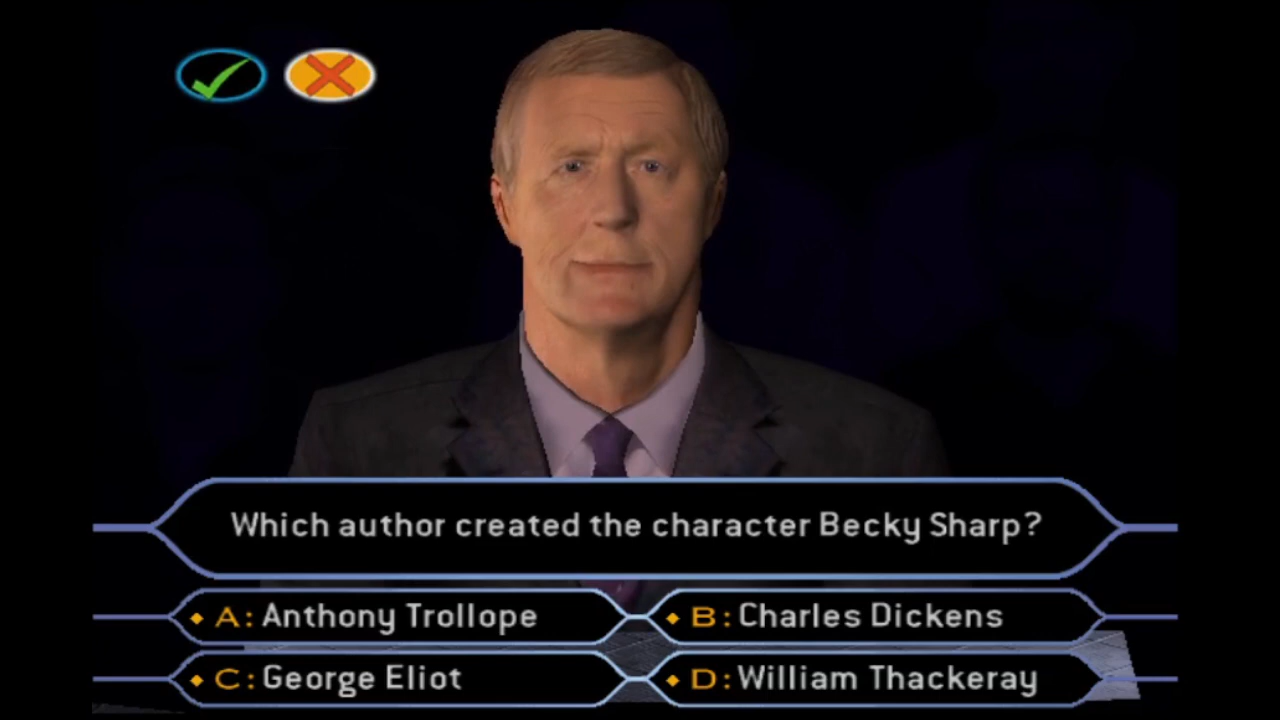 Which author created the character Becky Sharp?
A: Anthony Trollope
B: Charles Dickens
C: George Eliot
D: William Thackeray